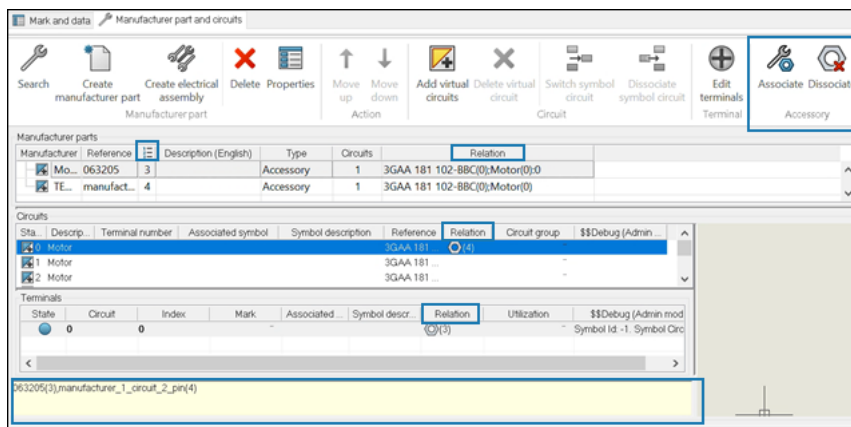 Mark and data Manufacturer part and circuits
Search Create manufacturer part Create electrical assembly Delete Properties Move up Move down Add virtual circuits Delete virtual circuit Switch symbol circuit Dissociate symbol circuit Edit terminals Associate Dissociate
Manufacturer part Action Circuit Terminal Accessory
Manufacturer parts
Manufacturer Reference Description (English) Type Circuits Relation
Mo... 063205 3 Accessory 1 3GAA 181 102-BBC(0);Motor(0):0
TE... manufact... 4 Accessory 1 3GAA 181 102-BBC(0);Motor(0)
Circuits
Sta... Descrip... Terminal number Associated symbol Symbol description Reference Relation Circuit group $$Debug (Admin ...
0 Motor 3GAA 181 ... (4)
1 Motor 3GAA 181 ...
2 Motor 3GAA 181 ...
Terminals
State Circuit Index Mark Associated ... Symbol descr... Relation Utilization $$Debug (Admin mod
0 0 (3) Symbol Id: -1. Symbol Circ
063205(3),manufacturer_1_circuit_2_pin(4)